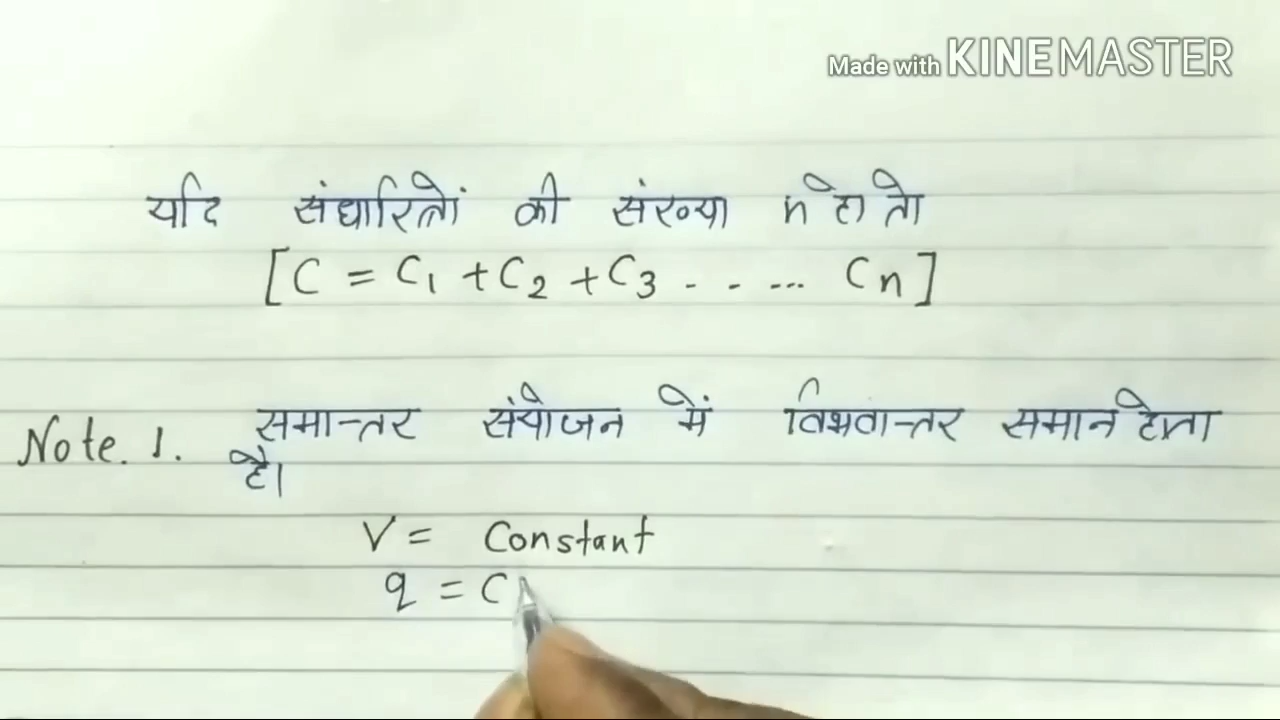 Made with KINEMASTER
यदि संधारित्रों की संख्या n हो तो
[C = C₁ + C₂ + C₃ - - - ... Cn]
Note. 1. समान्तर संयोजन में विभवान्तर समान होता
है।
V = Constant
q = C